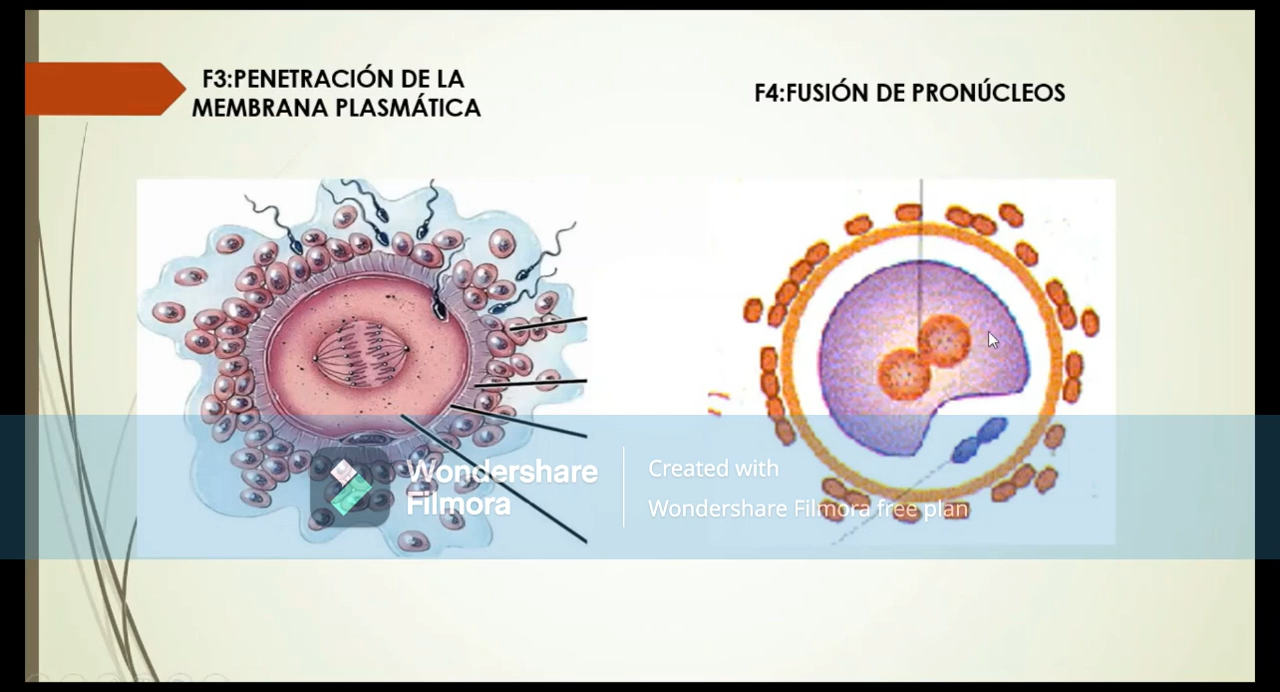 F3:PENETRACIÓN DE LA
MEMBRANA PLASMÁTICA
F4:FUSIÓN DE PRONÚCLEOS
Wondershare
Filmora
Created with
Wondershare Filmora free plan